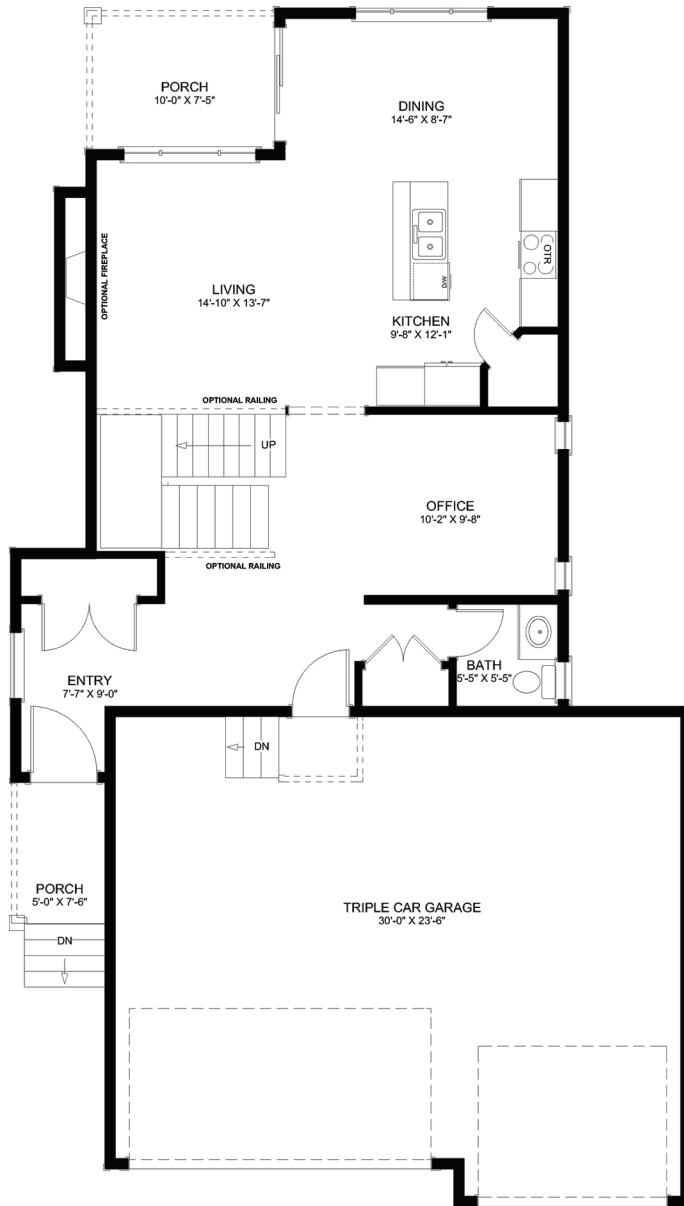 PORCH
10'-0" X 7'-5"
DINING
14'-6" X 8'-7"
OPTIONAL FIREPLACE
LIVING
14'-10" X 13'-7"
D/W
OTR
KITCHEN
9'-8" X 12'-1"
OPTIONAL RAILING
UP
OFFICE
10'-2" X 9'-8"
OPTIONAL RAILING
ENTRY
7'-7" X 9'-0"
BATH
5'-5" X 5'-5"
DN
PORCH
5'-0" X 7'-6"
DN
TRIPLE CAR GARAGE
30'-0" X 23'-6"